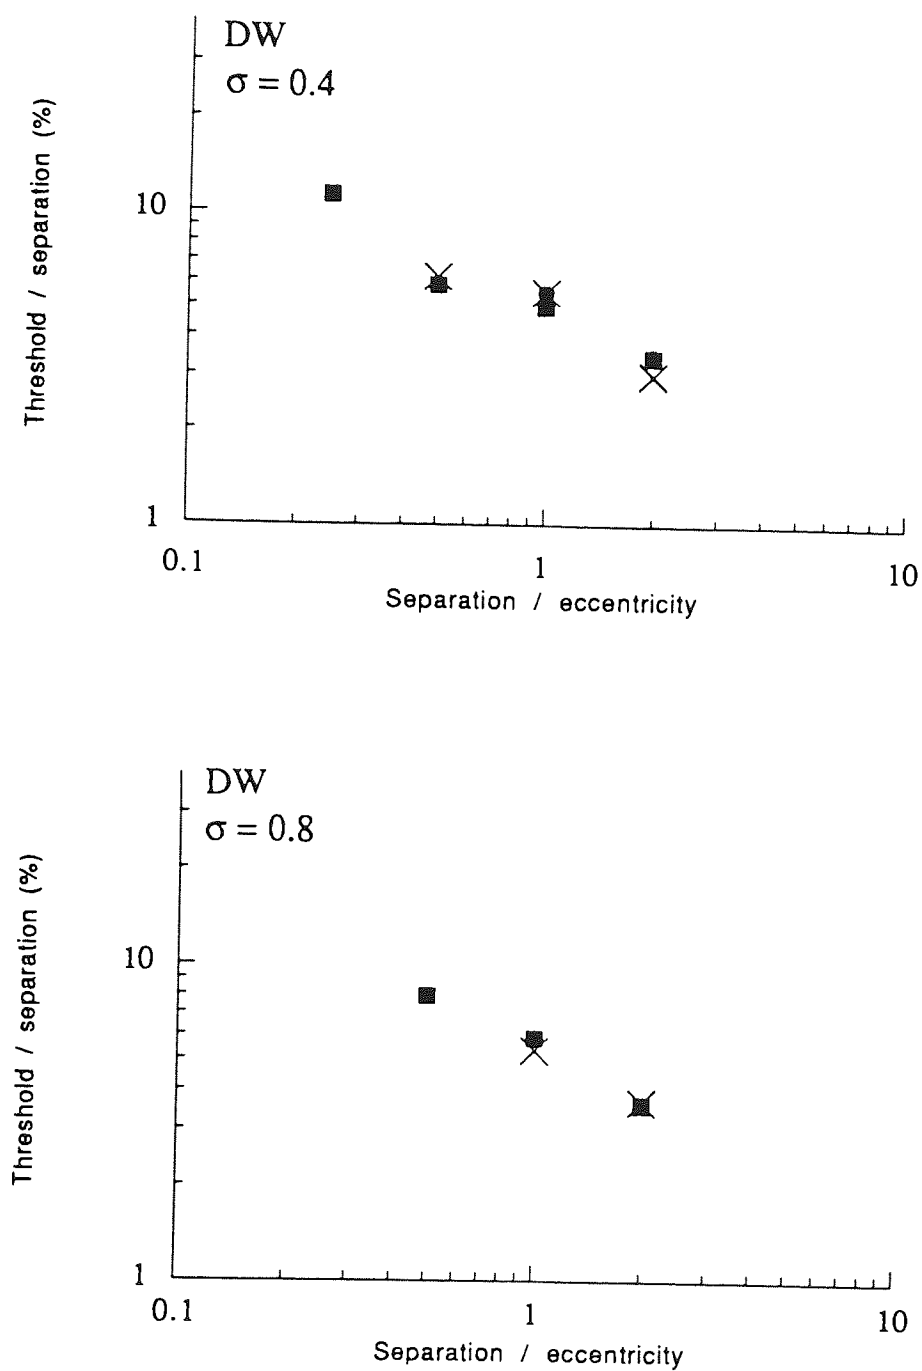 DW
σ = 0.4
Threshold / separation (%)
10
1
0.1
1
10
Separation / eccentricity
DW
σ = 0.8
Threshold / separation (%)
10
1
0.1
1
10
Separation / eccentricity